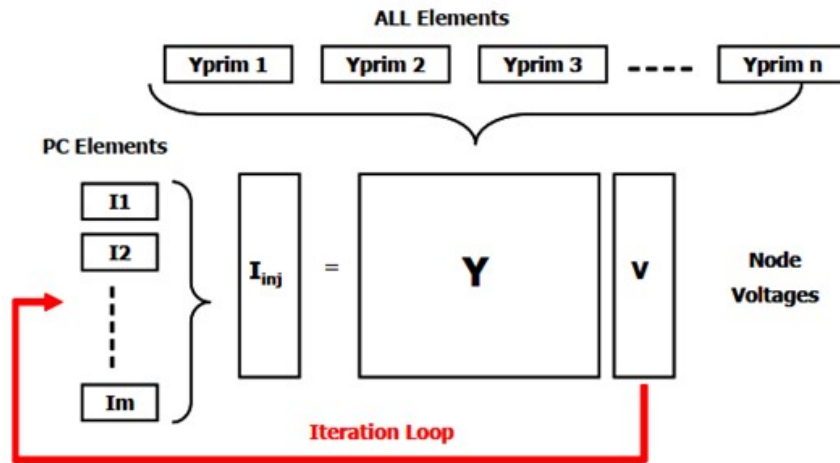 ALL Elements
Yprim 1 Yprim 2 Yprim 3 Yprim n
PC Elements
I1
I2
Im
Iinj = Y V
Node
Voltages
Iteration Loop